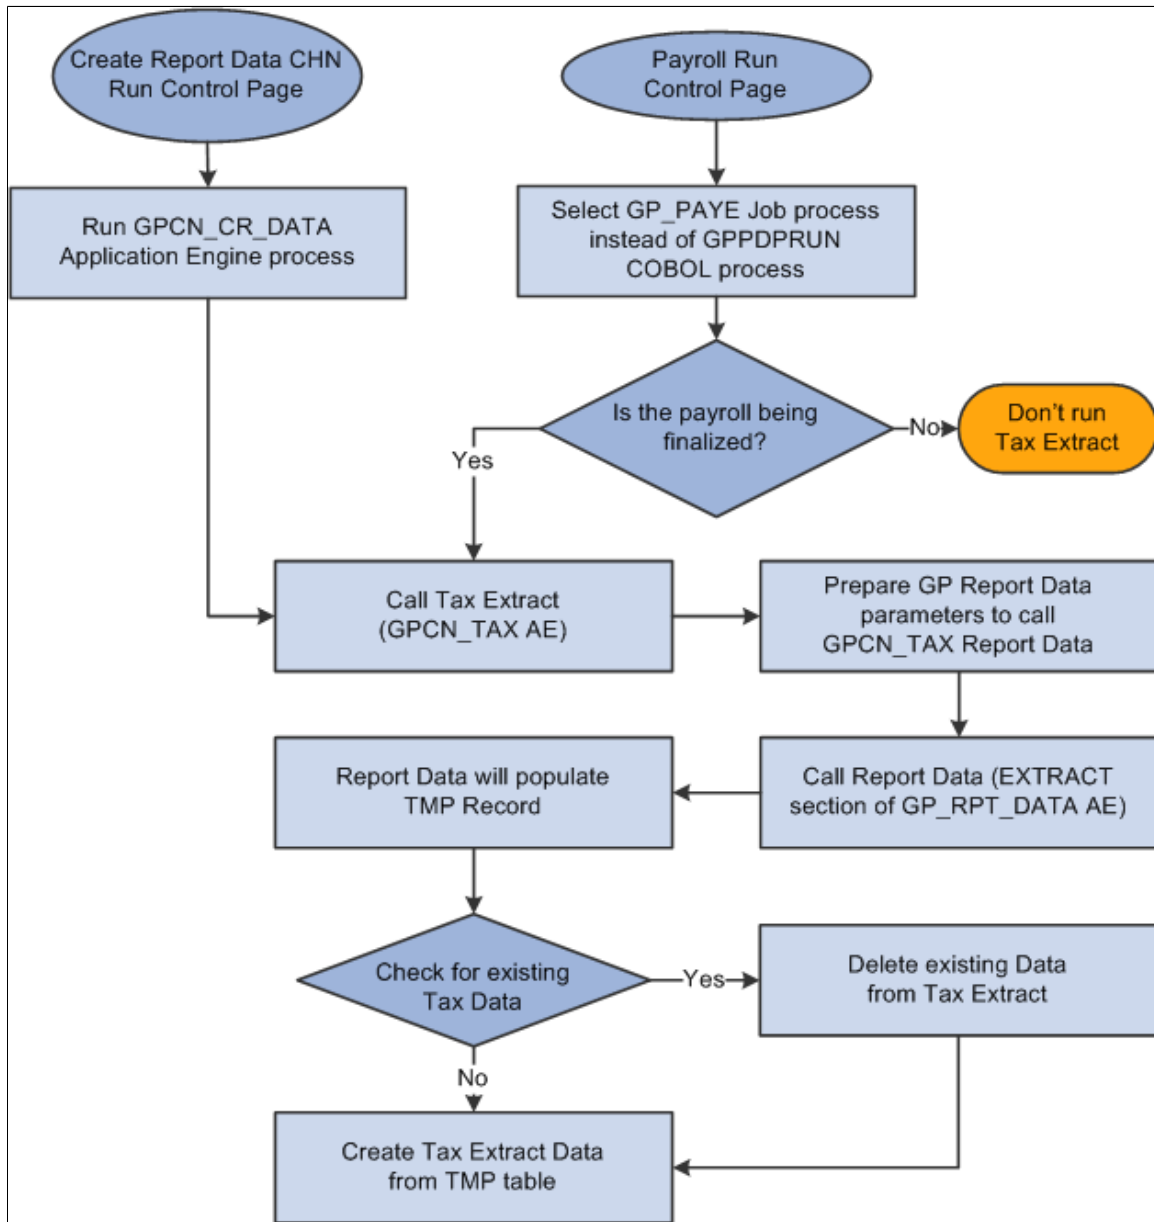 Create Report Data CHN
Run Control Page
Payroll Run
Control Page
Run GPCN_CR_DATA
Application Engine process
Select GP_PAYE Job process
instead of GPPDPRUN
COBOL process
Is the payroll being
finalized?
No
Don't run
Tax Extract
Yes
Call Tax Extract
(GPCN_TAX AE)
Prepare GP Report Data
parameters to call
GPCN_TAX Report Data
Report Data will populate
TMP Record
Call Report Data (EXTRACT
section of GP_RPT_DATA AE)
Check for existing
Tax Data
Yes
Delete existing Data
from Tax Extract
No
Create Tax Extract Data
from TMP table